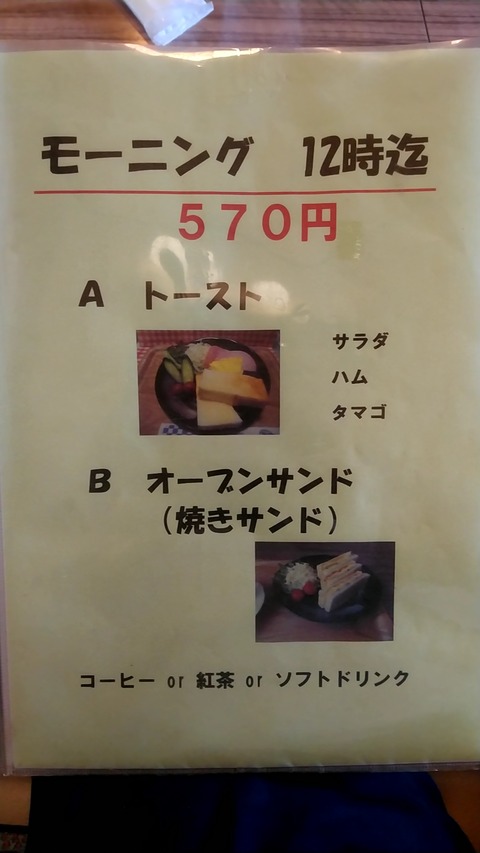 モーニング 12時迄
570円
A トースト
サラダ
ハム
タマゴ
B オーブンサンド
(焼きサンド)
コーヒー or 紅茶 or ソフトドリンク